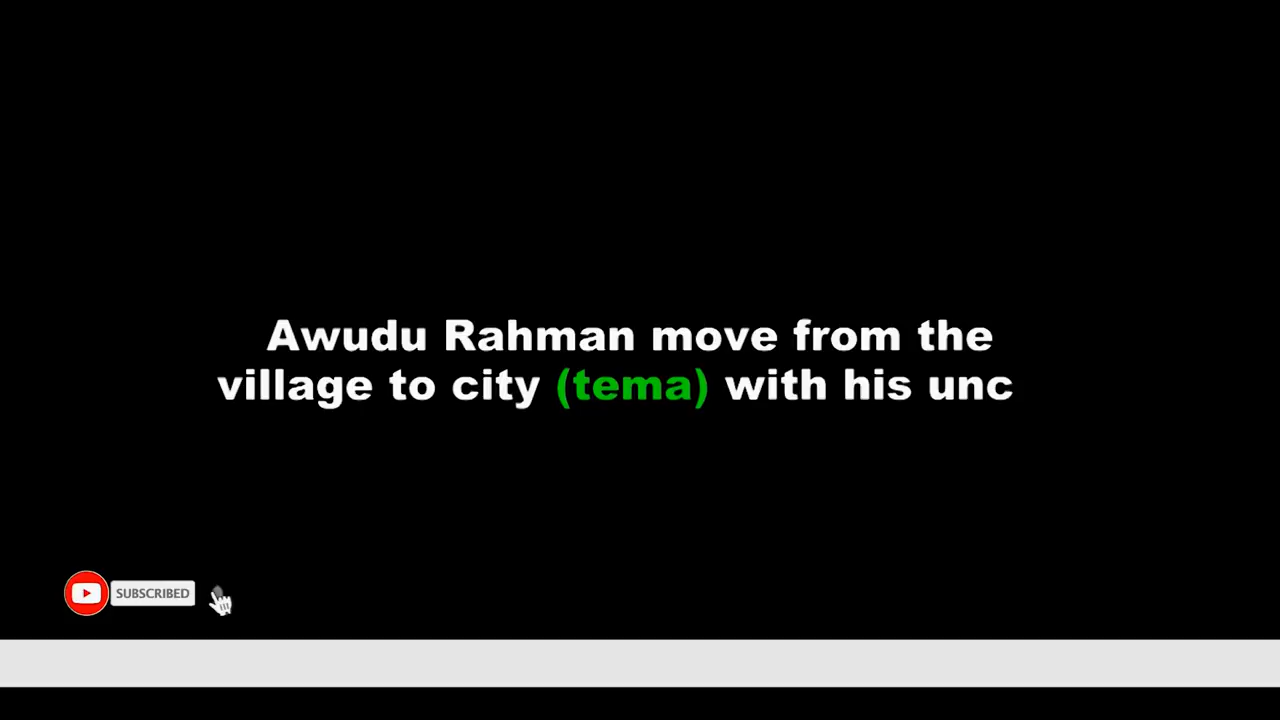 Awudu Rahman move from the
village to city (tema) with his unc
SUBSCRIBED